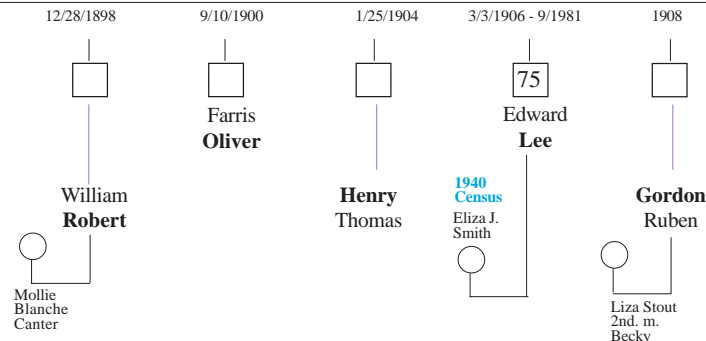 12/28/1898
9/10/1900
1/25/1904
3/3/1906 - 9/1981
1908
75
Farris
Oliver
Edward
Lee
William
Robert
Henry
Thomas
1940
Census
Eliza J.
Smith
Gordon
Ruben
Mollie
Blanche
Canter
Liza Stout
2nd. m.
Becky